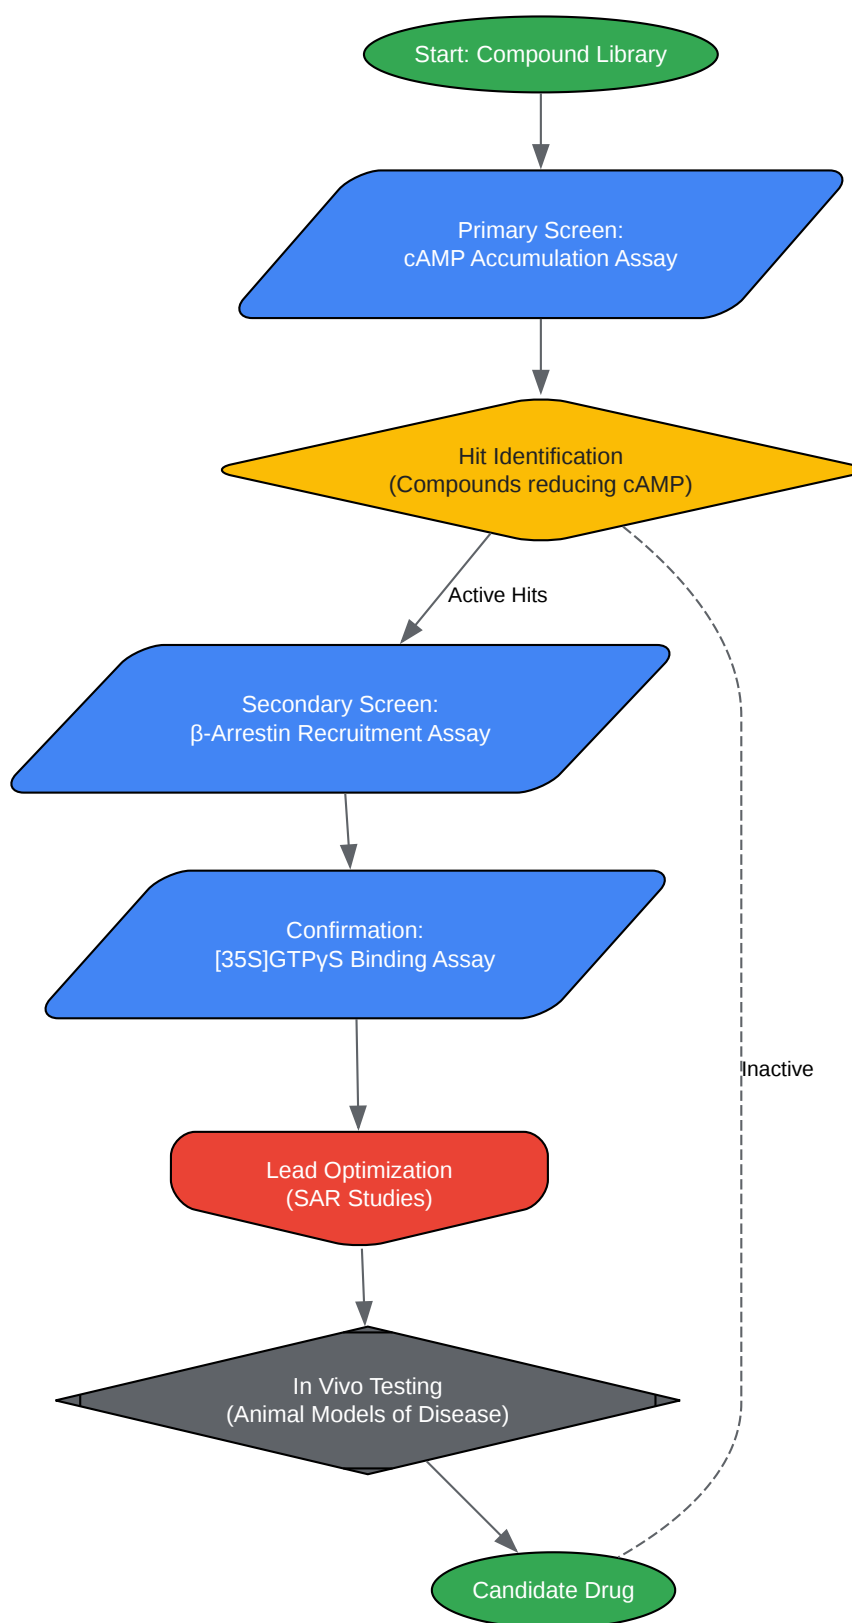 Start: Compound Library
Primary Screen:
cAMP Accumulation Assay
Hit Identification
(Compounds reducing cAMP)
Active Hits
Secondary Screen:
β-Arrestin Recruitment Assay
Confirmation:
[35S]GTPγS Binding Assay
Inactive
Lead Optimization
(SAR Studies)
In Vivo Testing
(Animal Models of Disease)
Candidate Drug